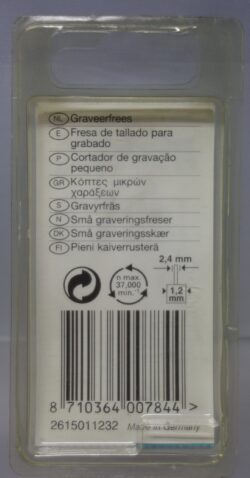 NL Graveerfrees
E Fresa de tallado para
grabado
P Cortador de gravação
pequeno
GR Κόπτες μικρών
χαράξεων
S Gravyrfräs
N Små graveringsfreser
DK Små graveringsskær
FI Pieni kaiverrusterä
2,4 mm
n max.
37,000
min.⁻¹
1,2
mm
8 710364 007844 >
2615011232 Made in Germany